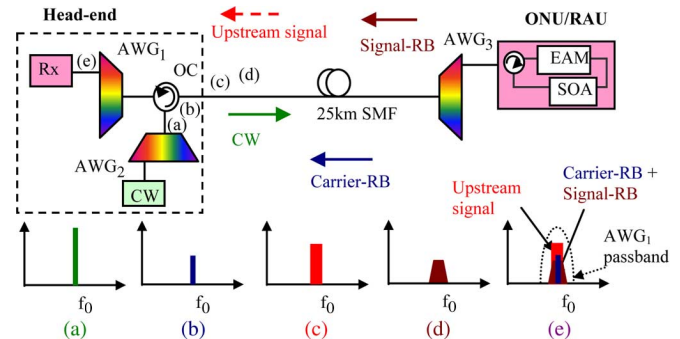 Head-end
ONU/RAU
Upstream signal
Signal-RB
AWG1
AWG3
Rx
(e)
OC
(c)
(d)
EAM
SOA
(b)
(a)
25km SMF
CW
AWG2
CW
Carrier-RB
Carrier-RB +
Signal-RB
Upstream
signal
AWG1
passband
f0
f0
f0
f0
f0
(a)
(b)
(c)
(d)
(e)